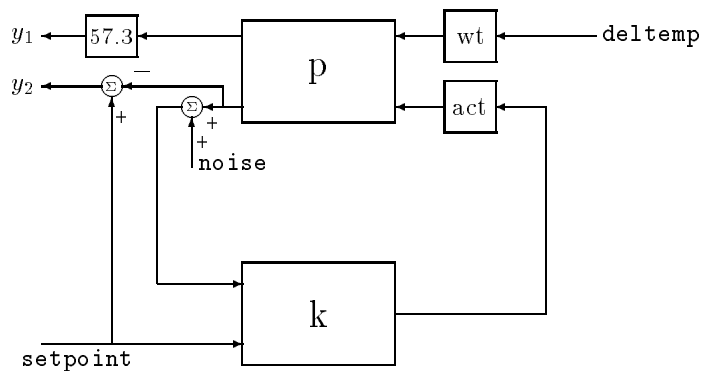 y₁ 57.3 p wt deltemp
y₂ Σ −
+ Σ + act
+
noise
k
setpoint